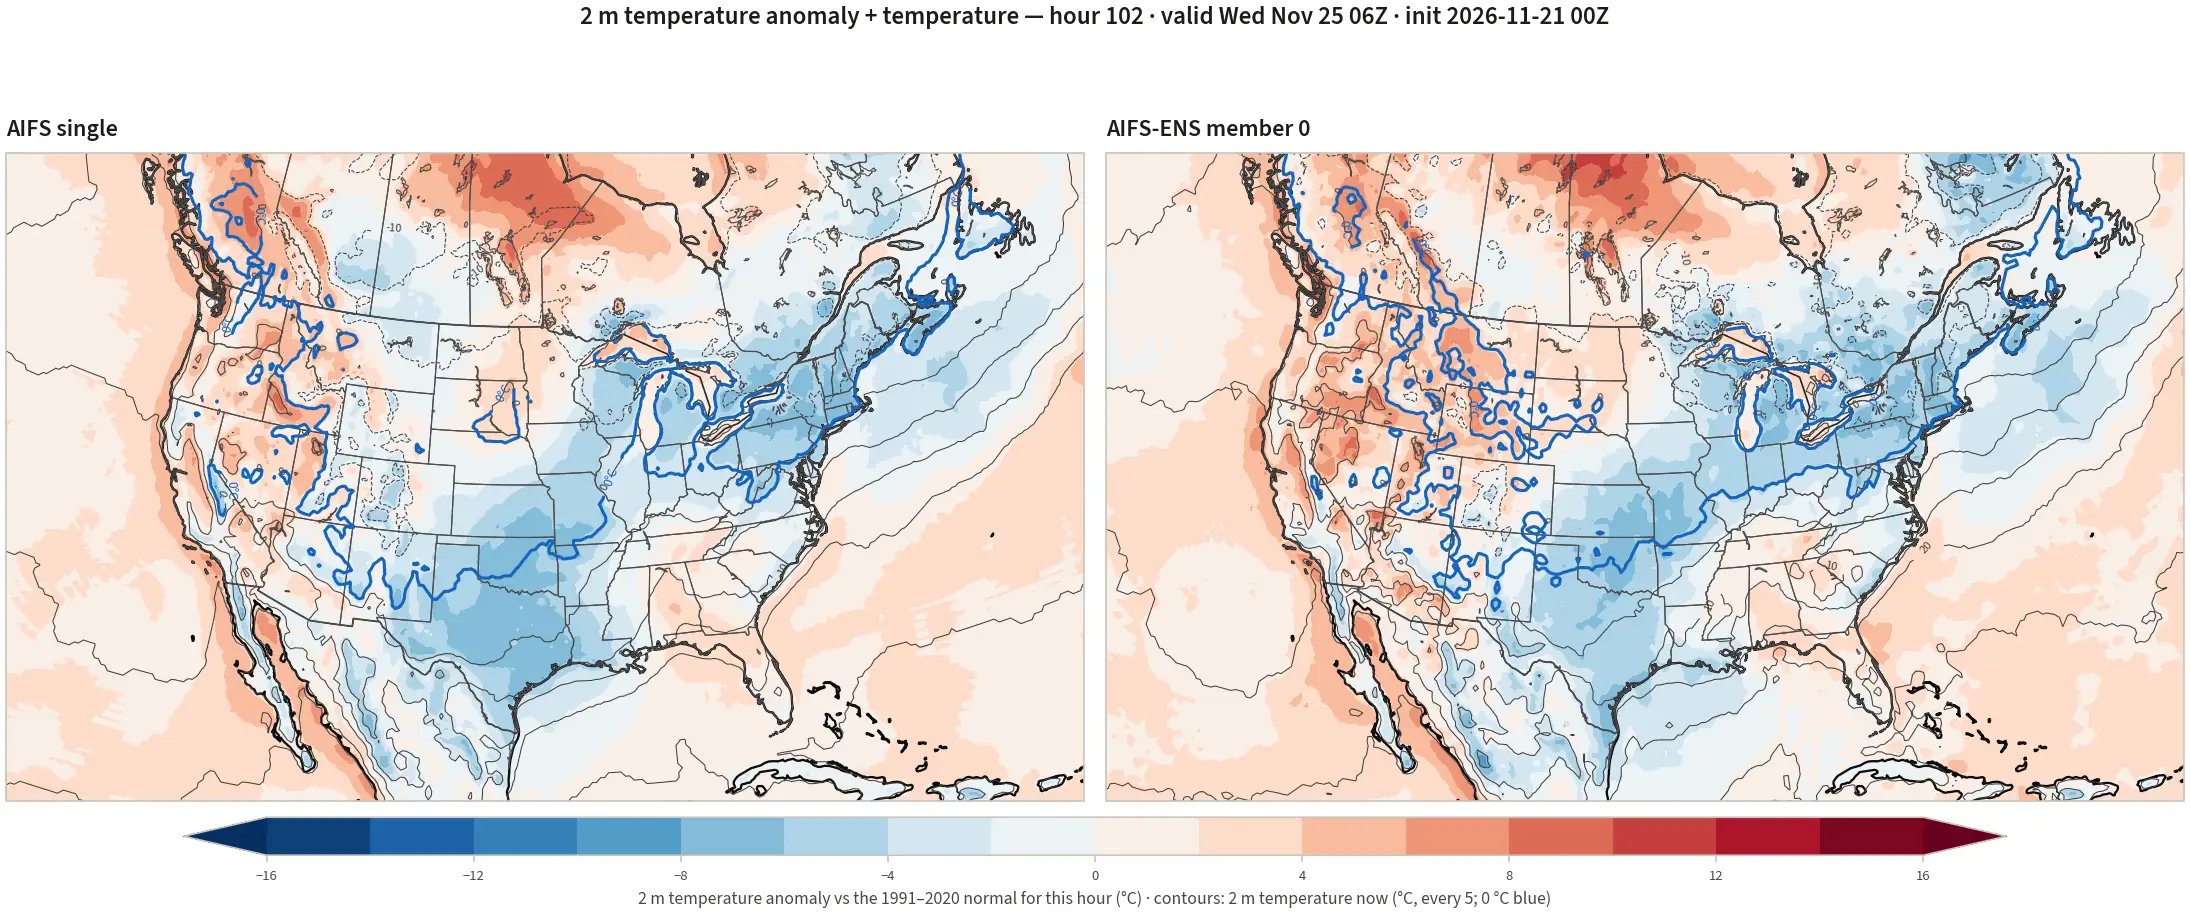 2 m temperature anomaly + temperature — hour 102 · valid Wed Nov 25 06Z · init 2026-11-21 00Z
AIFS single
AIFS-ENS member 0
−16
−12
−8
−4
0
4
8
12
16
2 m temperature anomaly vs the 1991–2020 normal for this hour (°C) · contours: 2 m temperature now (°C, every 5; 0 °C blue)